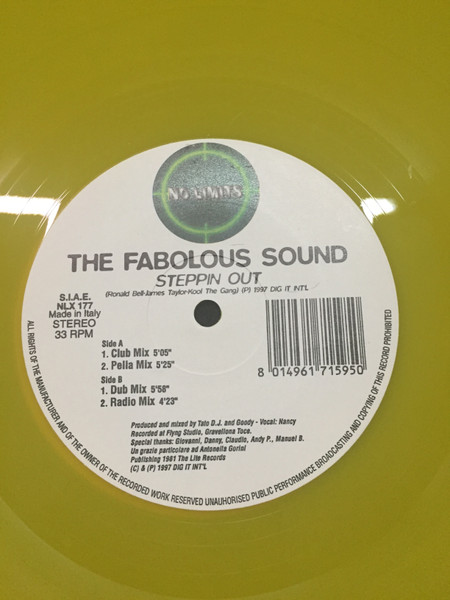 NO LIMITS
THE FABOLOUS SOUND
STEPPIN OUT
(Ronald Bell-James Taylor-Kool The Gang) (P) 1997 DIG IT INT'L
S.I.A.E.
NLX 177
Made in Italy
STEREO
33 RPM
Side A
1. Club Mix 5'05"
2. Pella Mix 5'25"
Side B
1. Dub Mix 5'58"
2. Radio Mix 4'23"
8 014961 715950
Produced and mixed by Tato D.J. and Goody - Vocal: Nancy
Recorded at Flyng Studio, Gravellona Toce.
Special thanks: Giovanni, Danny, Claudio, Andy P., Manuel B.
Un grazie particolare ad Antonella Gorini
Publishing 1981 The Lite Records
(C) & (P) 1997 DIG IT INT'L
ALL RIGHTS OF THE MANUFACTURER AND OF THE OWNER OF THE RECORDED WORK RESERVED UNAUHORISED PUBLIC PERFORMANCE BROADCASTING AND COPYING OF THIS RECORD PROHIBITED